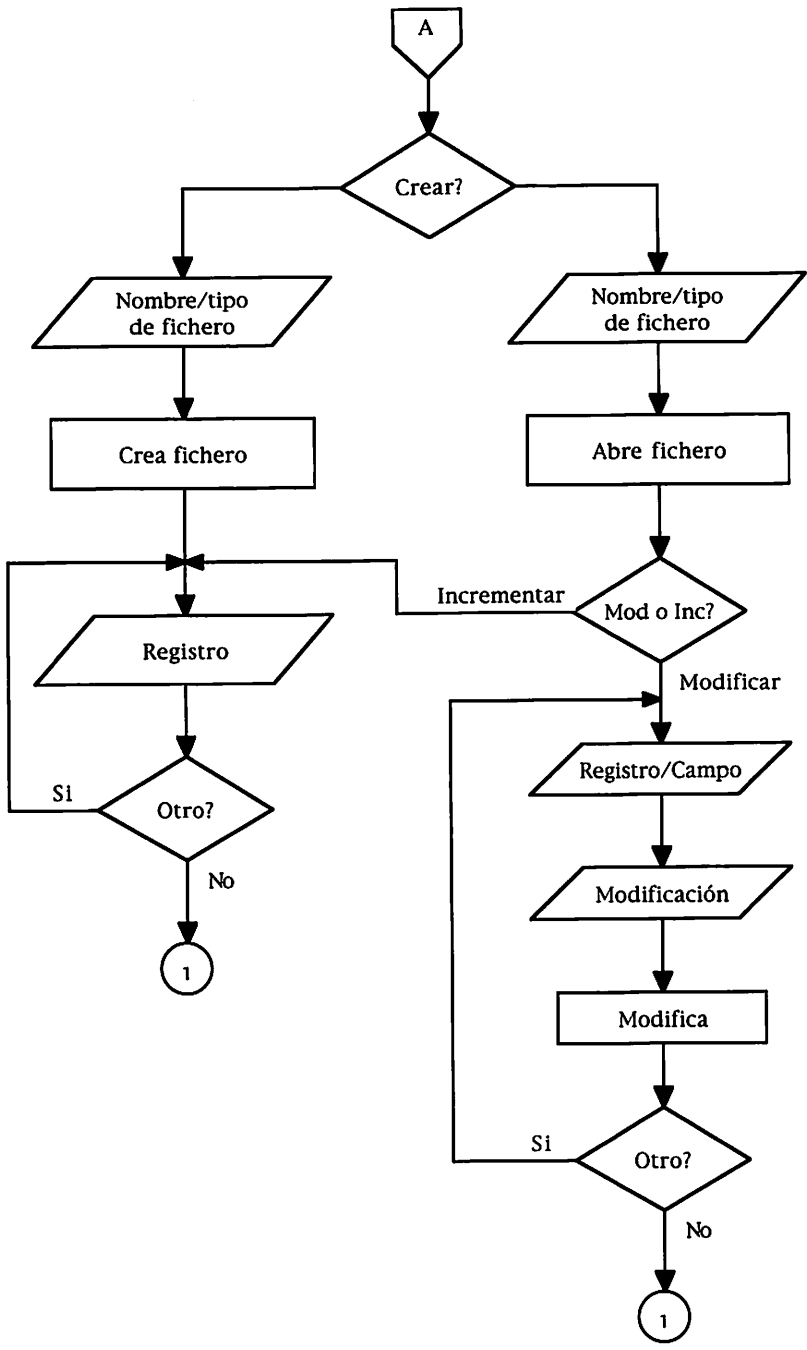 A
Crear?
Nombre/tipo
de fichero
Nombre/tipo
de fichero
Crea fichero
Abre fichero
Incrementar
Mod o Inc?
Registro
Modificar
Registro/Campo
Si
Otro?
No
Modificación
1
Modifica
Si
Otro?
No
1